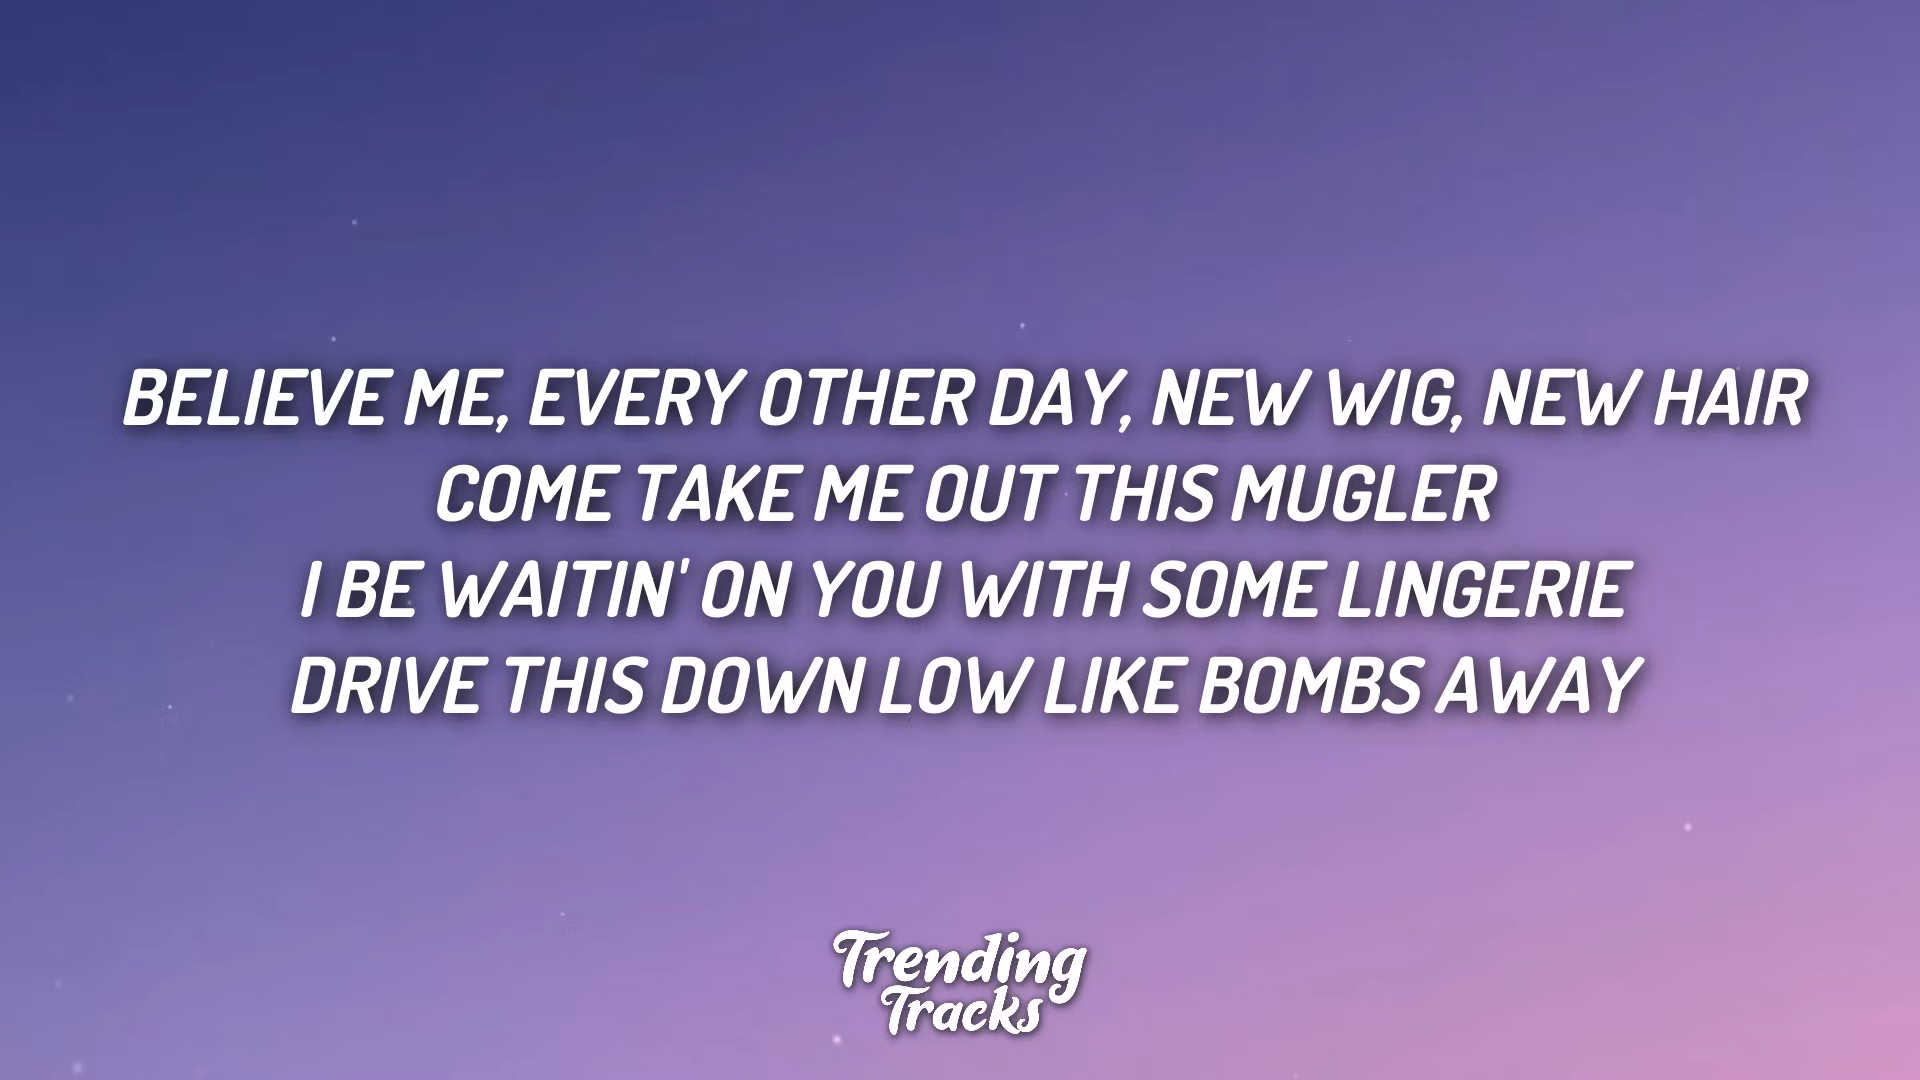 BELIEVE ME, EVERY OTHER DAY, NEW WIG, NEW HAIR
COME TAKE ME OUT THIS MUGLER
I BE WAITIN' ON YOU WITH SOME LINGERIE
DRIVE THIS DOWN LOW LIKE BOMBS AWAY
Trending
Tracks